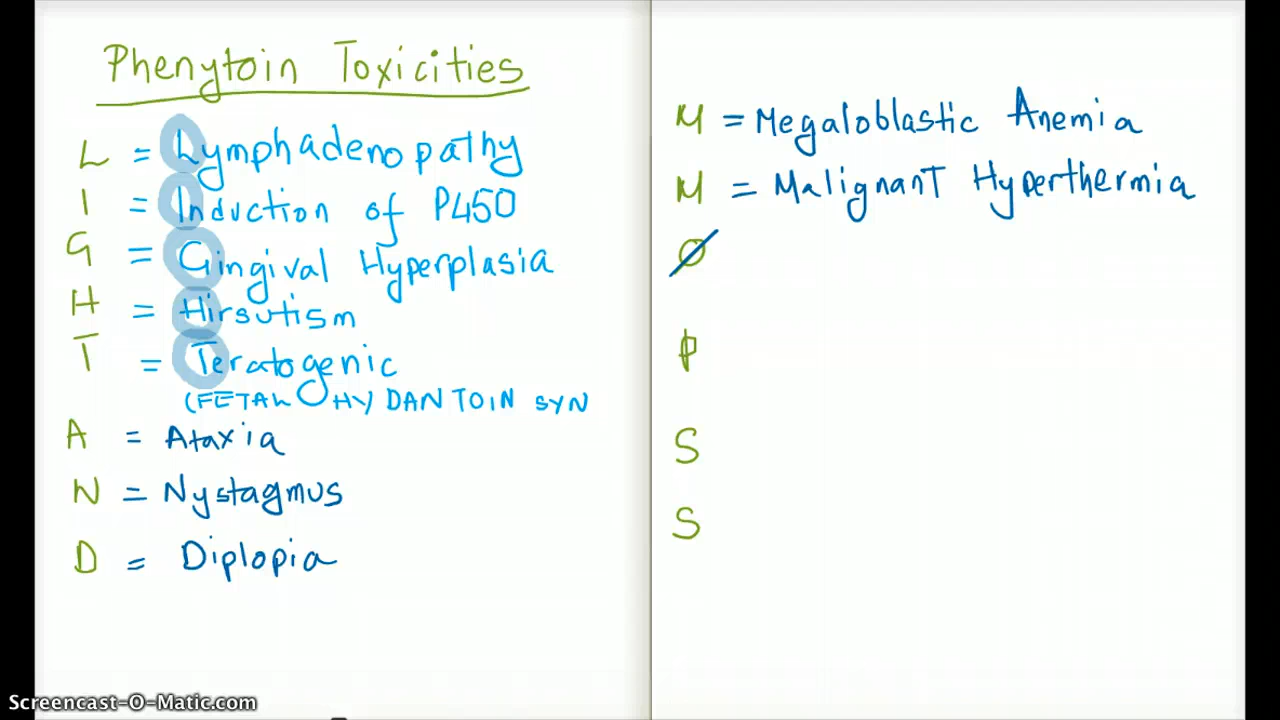 Phenytoin Toxicities
L = Lymphadenopathy
I = Induction of P450
G = Gingival Hyperplasia
H = Hirsutism
T = Teratogenic
(FETAL HYDANTOIN SYN
A = Ataxia
N = Nystagmus
D = Diplopia
M = Megaloblastic Anemia
M = Malignant Hyperthermia
O
P
S
S
Screencast-O-Matic.com